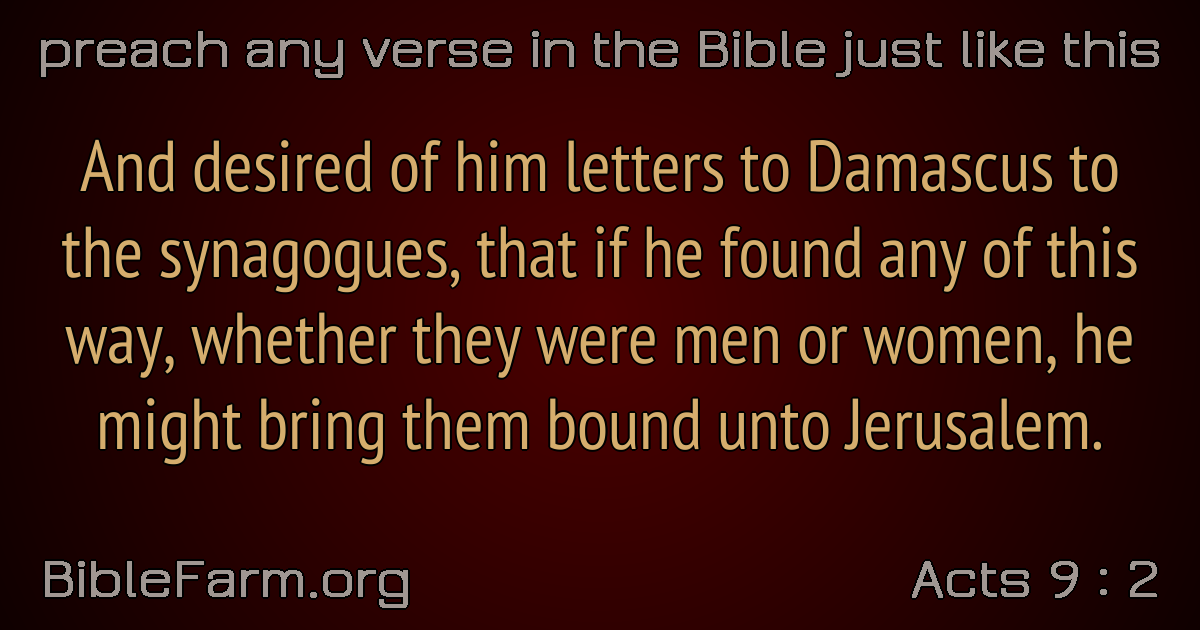 preach any verse in the Bible just like this
And desired of him letters to Damascus to
the synagogues, that if he found any of this
way, whether they were men or women, he
might bring them bound unto Jerusalem.
BibleFarm.org
Acts 9 : 2